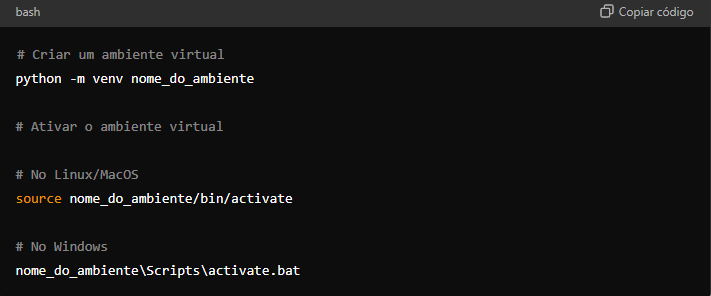 bash
Copiar código
# Criar um ambiente virtual
python -m venv nome_do_ambiente
# Ativar o ambiente virtual
# No Linux/MacOS
source nome_do_ambiente/bin/activate
# No Windows
nome_do_ambiente\Scripts\activate.bat